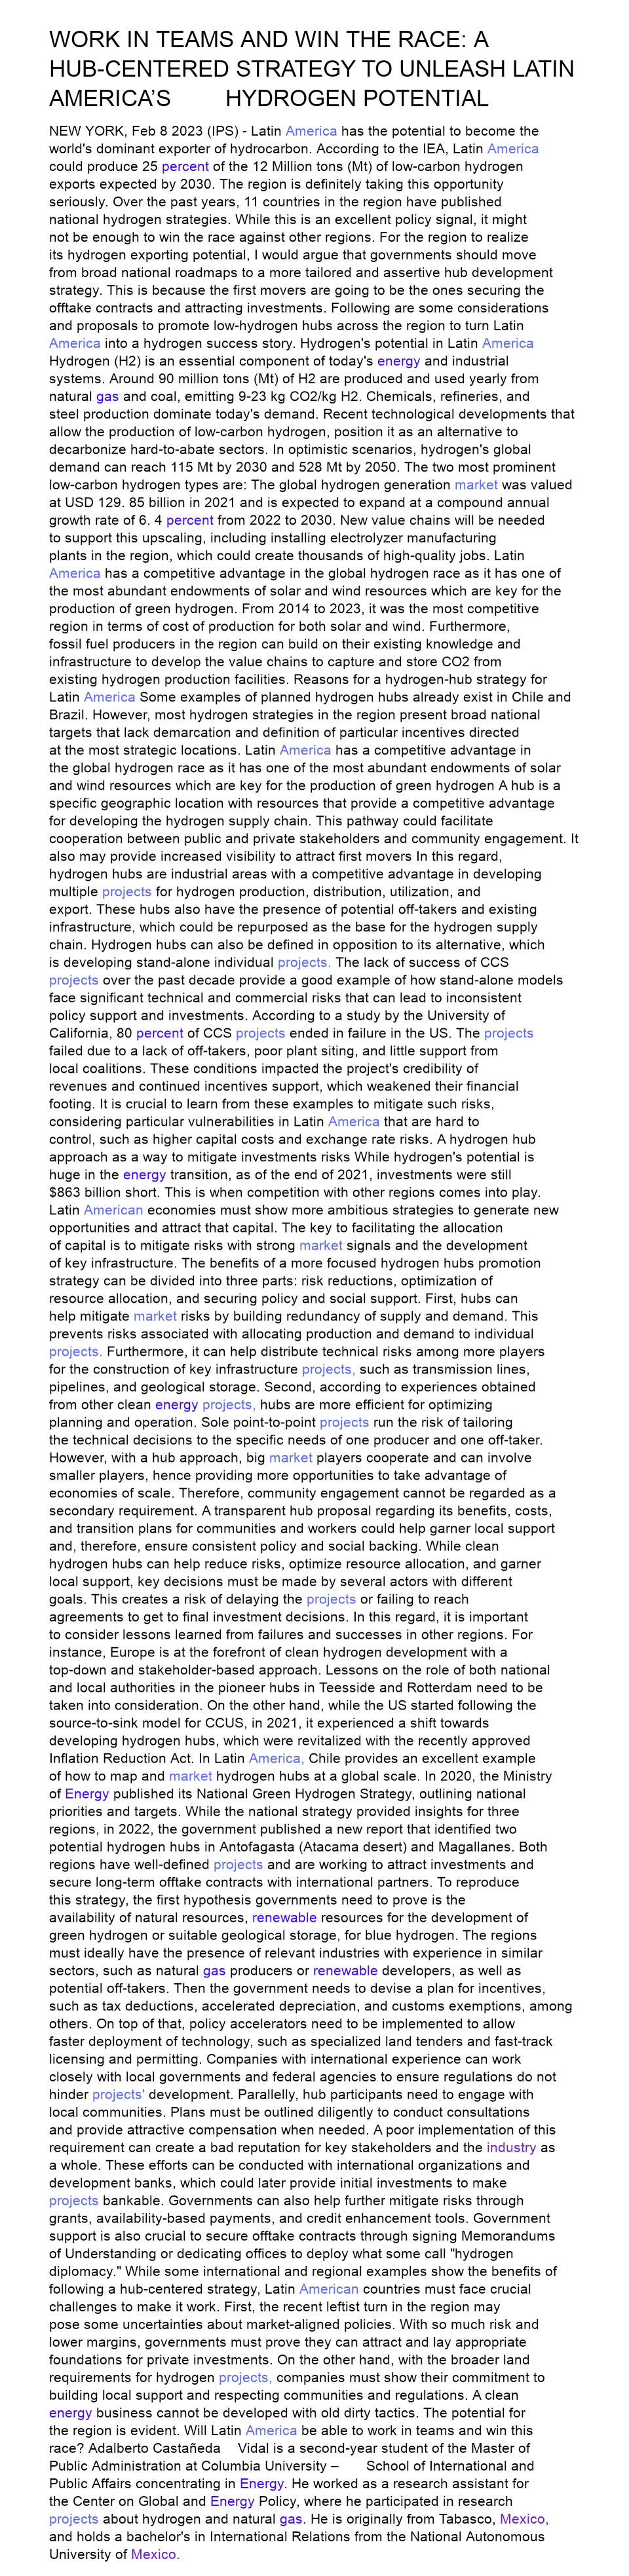 WORK IN TEAMS AND WIN THE RACE: A
HUB-CENTERED STRATEGY TO UNLEASH LATIN
AMERICA'S HYDROGEN POTENTIAL
NEW YORK, Feb 8 2023 (IPS) - Latin America has the potential to become the
world's dominant exporter of hydrocarbon. According to the IEA, Latin America
could produce 25 percent of the 12 Million tons (Mt) of low-carbon hydrogen
exports expected by 2030. The region is definitely taking this opportunity
seriously. Over the past years, 11 countries in the region have published
national hydrogen strategies. While this is an excellent policy signal, it might
not be enough to win the race against other regions. For the region to realize
its hydrogen exporting potential, I would argue that governments should move
from broad national roadmaps to a more tailored and assertive hub development
strategy. This is because the first movers are going to be the ones securing the
offtake contracts and attracting investments. Following are some considerations
and proposals to promote low-hydrogen hubs across the region to turn Latin
America into a hydrogen success story. Hydrogen's potential in Latin America
Hydrogen (H2) is an essential component of today's energy and industrial
systems. Around 90 million tons (Mt) of H2 are produced and used yearly from
natural gas and coal, emitting 9-23 kg CO2/kg H2. Chemicals, refineries, and
steel production dominate today's demand. Recent technological developments that
allow the production of low-carbon hydrogen, position it as an alternative to
decarbonize hard-to-abate sectors. In optimistic scenarios, hydrogen's global
demand can reach 115 Mt by 2030 and 528 Mt by 2050. The two most prominent
low-carbon hydrogen types are: The global hydrogen generation market was valued
at USD 129. 85 billion in 2021 and is expected to expand at a compound annual
growth rate of 6. 4 percent from 2022 to 2030. New value chains will be needed
to support this upscaling, including installing electrolyzer manufacturing
plants in the region, which could create thousands of high-quality jobs. Latin
America has a competitive advantage in the global hydrogen race as it has one of
the most abundant endowments of solar and wind resources which are key for the
production of green hydrogen. From 2014 to 2023, it was the most competitive
region in terms of cost of production for both solar and wind. Furthermore,
fossil fuel producers in the region can build on their existing knowledge and
infrastructure to develop the value chains to capture and store CO2 from
existing hydrogen production facilities. Reasons for a hydrogen-hub strategy for
Latin America Some examples of planned hydrogen hubs already exist in Chile and
Brazil. However, most hydrogen strategies in the region present broad national
targets that lack demarcation and definition of particular incentives directed
at the most strategic locations. Latin America has a competitive advantage in
the global hydrogen race as it has one of the most abundant endowments of solar
and wind resources which are key for the production of green hydrogen A hub is a
specific geographic location with resources that provide a competitive advantage
for developing the hydrogen supply chain. This pathway could facilitate
cooperation between public and private stakeholders and community engagement. It
also may provide increased visibility to attract first movers In this regard,
hydrogen hubs are industrial areas with a competitive advantage in developing
multiple projects for hydrogen production, distribution, utilization, and
export. These hubs also have the presence of potential off-takers and existing
infrastructure, which could be repurposed as the base for the hydrogen supply
chain. Hydrogen hubs can also be defined in opposition to its alternative, which
is developing stand-alone individual projects. The lack of success of CCS
projects over the past decade provide a good example of how stand-alone models
face significant technical and commercial risks that can lead to inconsistent
policy support and investments. According to a study by the University of
California, 80 percent of CCS projects ended in failure in the US. The projects
failed due to a lack of off-takers, poor plant siting, and little support from
local coalitions. These conditions impacted the project's credibility of
revenues and continued incentives support, which weakened their financial
footing. It is crucial to learn from these examples to mitigate such risks,
considering particular vulnerabilities in Latin America that are hard to
control, such as higher capital costs and exchange rate risks. A hydrogen hub
approach as a way to mitigate investments risks While hydrogen's potential is
huge in the energy transition, as of the end of 2021, investments were still
$863 billion short. This is when competition with other regions comes into play.
Latin American economies must show more ambitious strategies to generate new
opportunities and attract that capital. The key to facilitating the allocation
of capital is to mitigate risks with strong market signals and the development
of key infrastructure. The benefits of a more focused hydrogen hubs promotion
strategy can be divided into three parts: risk reductions, optimization of
resource allocation, and securing policy and social support. First, hubs can
help mitigate market risks by building redundancy of supply and demand. This
prevents risks associated with allocating production and demand to individual
projects. Furthermore, it can help distribute technical risks among more players
for the construction of key infrastructure projects, such as transmission lines,
pipelines, and geological storage. Second, according to experiences obtained
from other clean energy projects, hubs are more efficient for optimizing
planning and operation. Sole point-to-point projects run the risk of tailoring
the technical decisions to the specific needs of one producer and one off-taker.
However, with a hub approach, big market players cooperate and can involve
smaller players, hence providing more opportunities to take advantage of
economies of scale. Therefore, community engagement cannot be regarded as a
secondary requirement. A transparent hub proposal regarding its benefits, costs,
and transition plans for communities and workers could help garner local support
and, therefore, ensure consistent policy and social backing. While clean
hydrogen hubs can help reduce risks, optimize resource allocation, and garner
local support, key decisions must be made by several actors with different
goals. This creates a risk of delaying the projects or failing to reach
agreements to get to final investment decisions. In this regard, it is important
to consider lessons learned from failures and successes in other regions. For
instance, Europe is at the forefront of clean hydrogen development with a
top-down and stakeholder-based approach. Lessons on the role of both national
and local authorities in the pioneer hubs in Teesside and Rotterdam need to be
taken into consideration. On the other hand, while the US started following the
source-to-sink model for CCUS, in 2021, it experienced a shift towards
developing hydrogen hubs, which were revitalized with the recently approved
Inflation Reduction Act. In Latin America, Chile provides an excellent example
of how to map and market hydrogen hubs at a global scale. In 2020, the Ministry
of Energy published its National Green Hydrogen Strategy, outlining national
priorities and targets. While the national strategy provided insights for three
regions, in 2022, the government published a new report that identified two
potential hydrogen hubs in Antofagasta (Atacama desert) and Magallanes. Both
regions have well-defined projects and are working to attract investments and
secure long-term offtake contracts with international partners. To reproduce
this strategy, the first hypothesis governments need to prove is the
availability of natural resources, renewable resources for the development of
green hydrogen or suitable geological storage, for blue hydrogen. The regions
must ideally have the presence of relevant industries with experience in similar
sectors, such as natural gas producers or renewable developers, as well as
potential off-takers. Then the government needs to devise a plan for incentives,
such as tax deductions, accelerated depreciation, and customs exemptions, among
others. On top of that, policy accelerators need to be implemented to allow
faster deployment of technology, such as specialized land tenders and fast-track
licensing and permitting. Companies with international experience can work
closely with local governments and federal agencies to ensure regulations do not
hinder projects' development. Parallelly, hub participants need to engage with
local communities. Plans must be outlined diligently to conduct consultations
and provide attractive compensation when needed. A poor implementation of this
requirement can create a bad reputation for key stakeholders and the industry as
a whole. These efforts can be conducted with international organizations and
development banks, which could later provide initial investments to make
projects bankable. Governments can also help further mitigate risks through
grants, availability-based payments, and credit enhancement tools. Government
support is also crucial to secure offtake contracts through signing Memorandums
of Understanding or dedicating offices to deploy what some call "hydrogen
diplomacy." While some international and regional examples show the benefits of
following a hub-centered strategy, Latin American countries must face crucial
challenges to make it work. First, the recent leftist turn in the region may
pose some uncertainties about market-aligned policies. With so much risk and
lower margins, governments must prove they can attract and lay appropriate
foundations for private investments. On the other hand, with the broader land
requirements for hydrogen projects, companies must show their commitment to
building local support and respecting communities and regulations. A clean
energy business cannot be developed with old dirty tactics. The potential for
the region is evident. Will Latin America be able to work in teams and win this
race? Adalberto Castañeda Vidal is a second-year student of the Master of
Public Administration at Columbia University – School of International and
Public Affairs concentrating in Energy. He worked as a research assistant for
the Center on Global and Energy Policy, where he participated in research
projects about hydrogen and natural gas. He is originally from Tabasco, Mexico,
and holds a bachelor's in International Relations from the National Autonomous
University of Mexico.